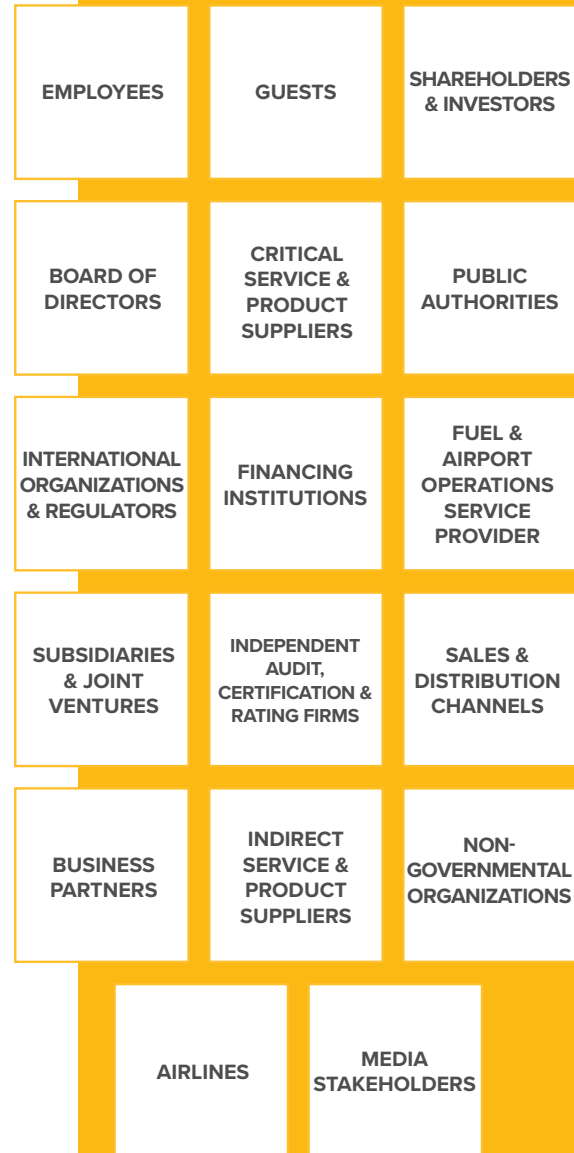 EMPLOYEES
GUESTS
SHAREHOLDERS
& INVESTORS
BOARD OF
DIRECTORS
CRITICAL
SERVICE &
PRODUCT
SUPPLIERS
PUBLIC
AUTHORITIES
INTERNATIONAL
ORGANIZATIONS
& REGULATORS
FINANCING
INSTITUTIONS
FUEL &
AIRPORT
OPERATIONS
SERVICE
PROVIDER
SUBSIDIARIES
& JOINT
VENTURES
INDEPENDENT
AUDIT,
CERTIFICATION &
RATING FIRMS
SALES &
DISTRIBUTION
CHANNELS
BUSINESS
PARTNERS
INDIRECT
SERVICE &
PRODUCT
SUPPLIERS
NON-
GOVERNMENTAL
ORGANIZATIONS
AIRLINES
MEDIA
STAKEHOLDERS